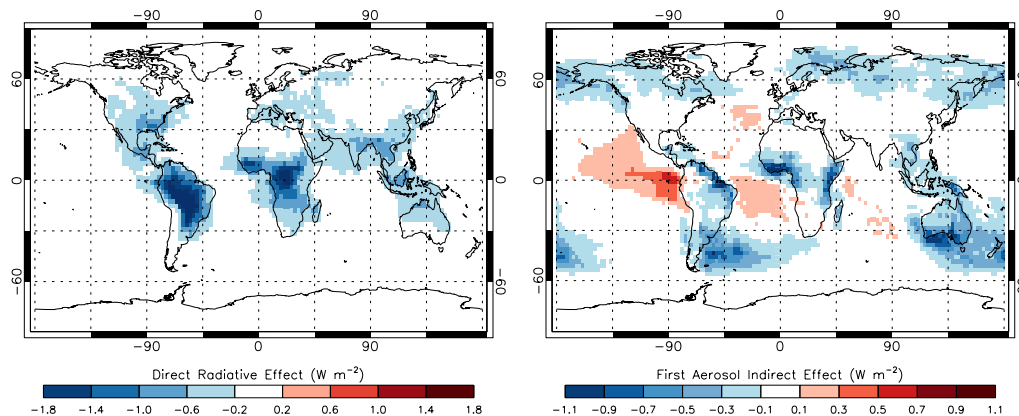 -90 0 90 -90 0 90
60 60 60
0 0 0 0
-60 -60 -60
-90 0 90 -90 0 90
Direct Radiative Effect (W m⁻²) First Aerosol Indirect Effect (W m⁻²)
-1.8 -1.4 -1.0 -0.6 -0.2 0.2 0.6 1.0 1.4 1.8 -1.1 -0.9 -0.7 -0.5 -0.3 -0.1 0.1 0.3 0.5 0.7 0.9 1.1